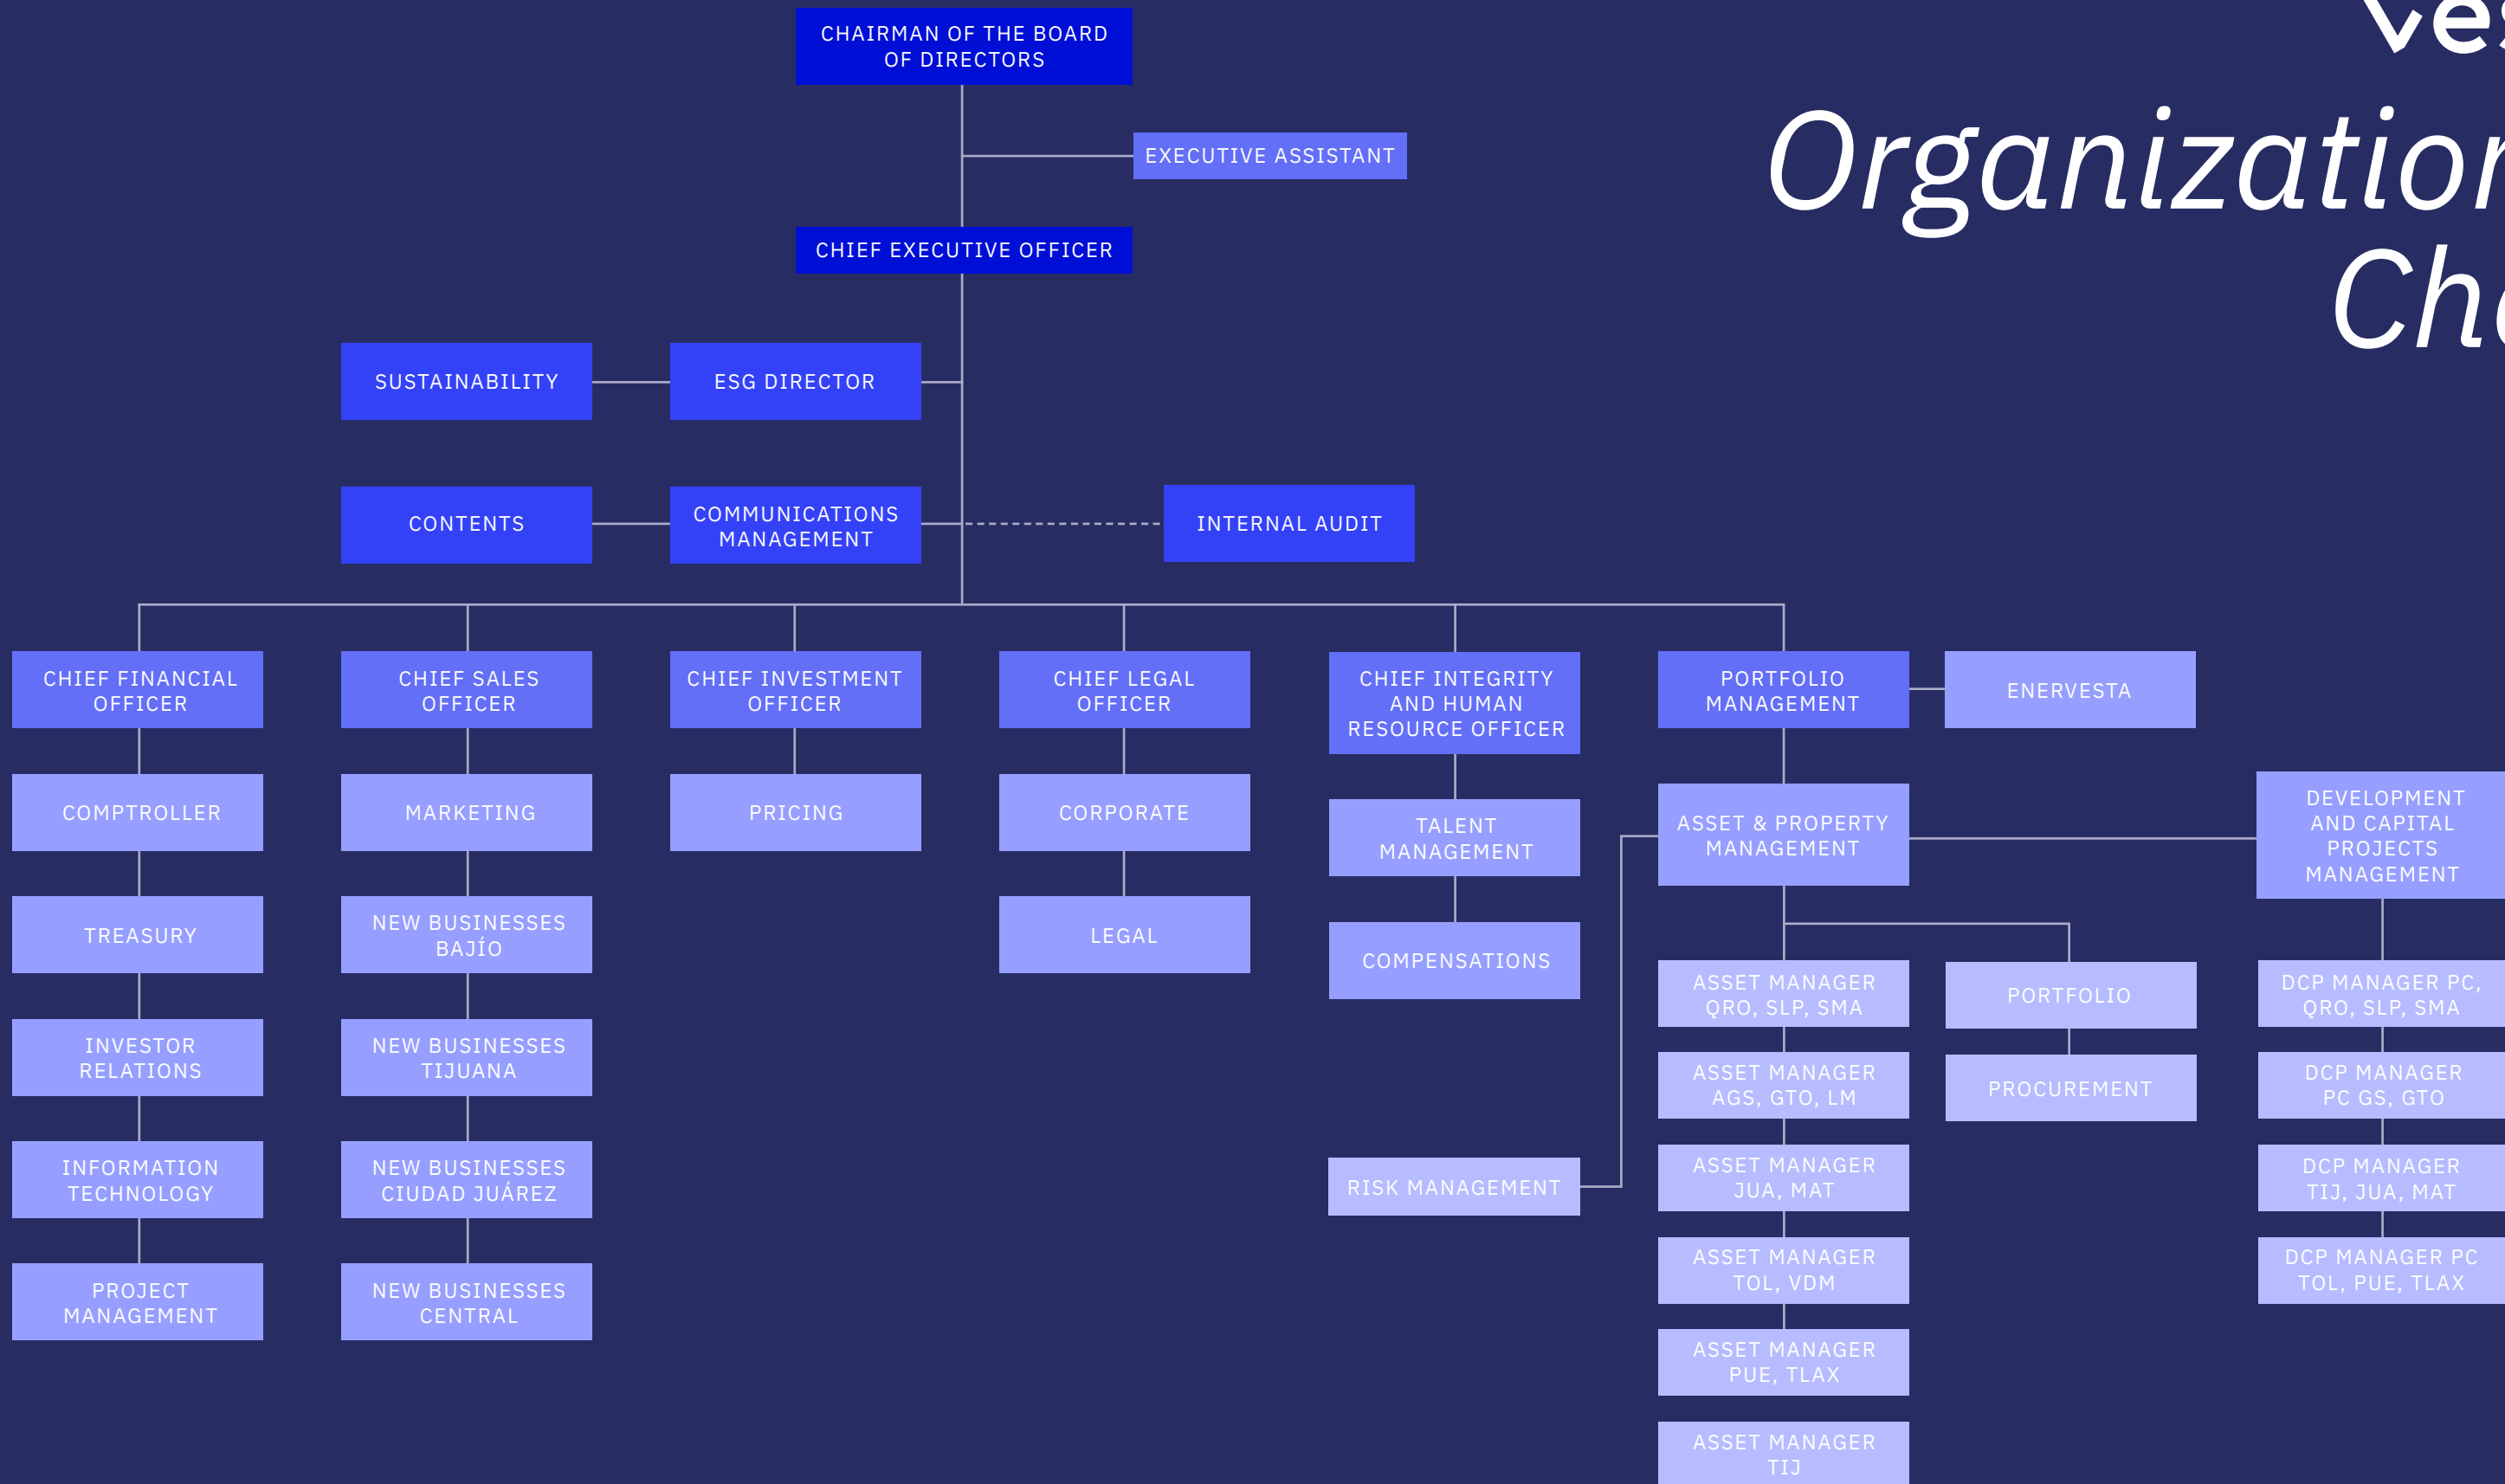 CHAIRMAN OF THE BOARD
OF DIRECTORS
EXECUTIVE ASSISTANT
CHIEF EXECUTIVE OFFICER
SUSTAINABILITY
ESG DIRECTOR
CONTENTS
COMMUNICATIONS
MANAGEMENT
INTERNAL AUDIT
CHIEF FINANCIAL
OFFICER
COMPTROLLER
TREASURY
INVESTOR
RELATIONS
INFORMATION
TECHNOLOGY
PROJECT
MANAGEMENT
CHIEF SALES
OFFICER
MARKETING
NEW BUSINESSES
BAJÍO
NEW BUSINESSES
TIJUANA
NEW BUSINESSES
CIUDAD JUÁREZ
NEW BUSINESSES
CENTRAL
CHIEF INVESTMENT
OFFICER
PRICING
CHIEF LEGAL
OFFICER
CORPORATE
LEGAL
CHIEF INTEGRITY
AND HUMAN
RESOURCE OFFICER
TALENT
MANAGEMENT
COMPENSATIONS
RISK MANAGEMENT
PORTFOLIO
MANAGEMENT
ENERVESTA
ASSET & PROPERTY
MANAGEMENT
ASSET MANAGER
QRO, SLP, SMA
ASSET MANAGER
AGS, GTO, LM
ASSET MANAGER
JUA, MAT
ASSET MANAGER
TOL, VDM
ASSET MANAGER
PUE, TLAX
ASSET MANAGER
TIJ
PORTFOLIO
PROCUREMENT
DEVELOPMENT
AND CAPITAL
PROJECTS
MANAGEMENT
DCP MANAGER PC,
QRO, SLP, SMA
DCP MANAGER
PC GS, GTO
DCP MANAGER
TIJ, JUA, MAT
DCP MANAGER PC
TOL, PUE, TLAX